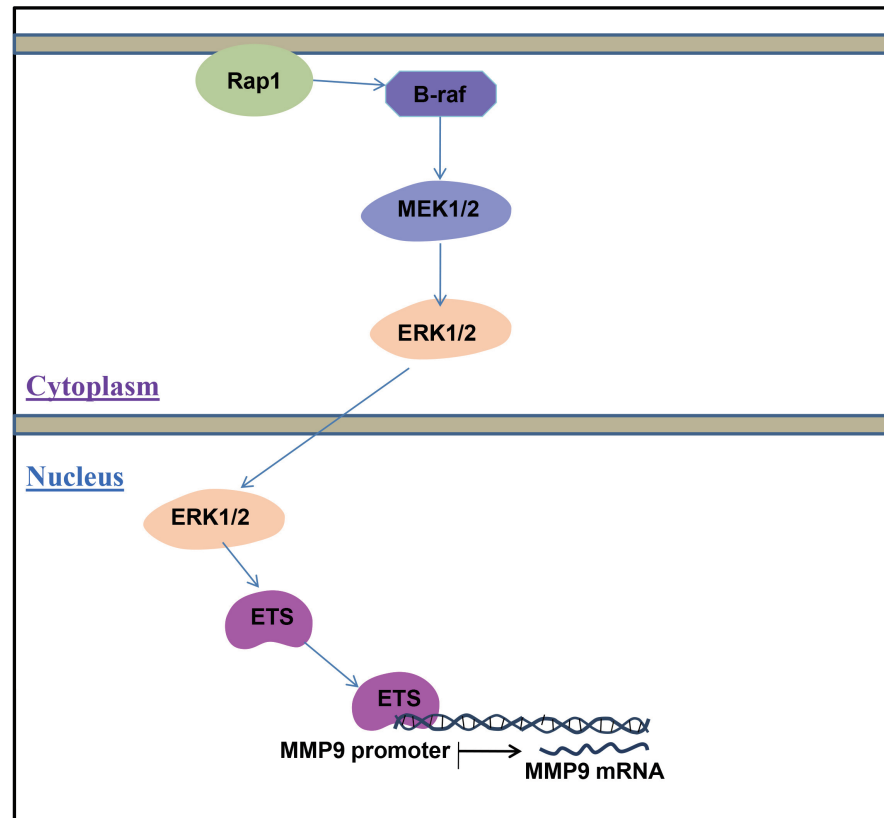 Rap1
B-raf
MEK1/2
ERK1/2
Cytoplasm
Nucleus
ERK1/2
ETS
ETS
MMP9 promoter
MMP9 mRNA